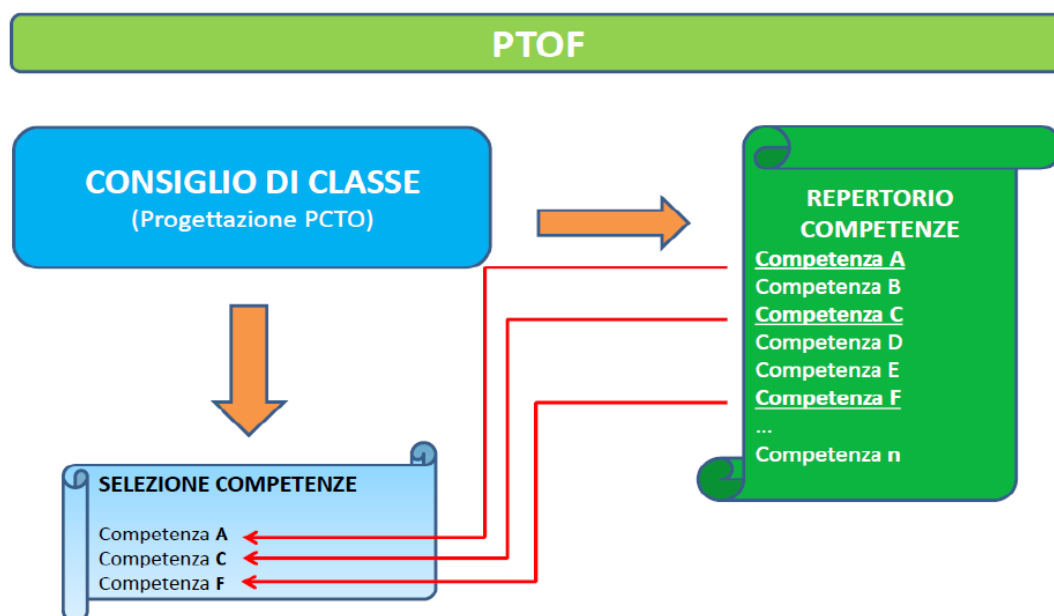 PTOF
CONSIGLIO DI CLASSE
(Progettazione PCTO)
REPERTORIO
COMPETENZE
Competenza A
Competenza B
Competenza C
Competenza D
Competenza E
Competenza F
...
Competenza n
SELEZIONE COMPETENZE
Competenza A
Competenza C
Competenza F